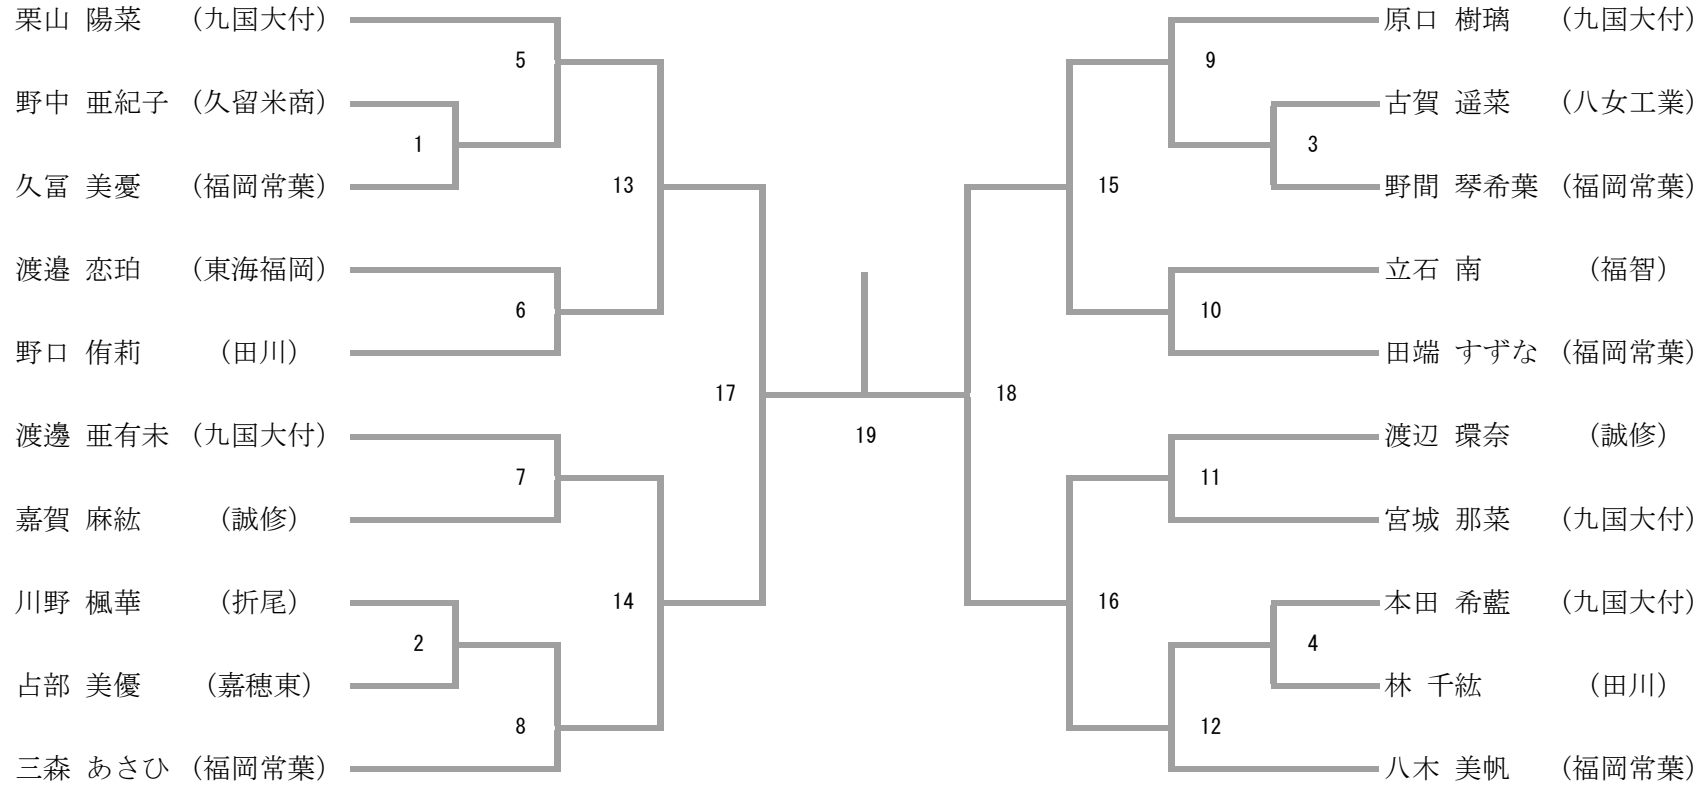 栗山 陽菜 （九国大付）
5
野中 亜紀子 （久留米商）
1
久冨 美憂 （福岡常葉）
13
渡邉 恋珀 （東海福岡）
6
野口 侑莉 （田川）
17
渡邊 亜有未 （九国大付）
7
嘉賀 麻紘 （誠修）
川野 楓華 （折尾）
14
2
占部 美優 （嘉穂東）
8
三森 あさひ （福岡常葉）
19
原口 樹璃 （九国大付）
9
古賀 遥菜 （八女工業）
3
野間 琴希葉 （福岡常葉）
15
立石 南 （福智）
10
田端 すずな （福岡常葉）
18
渡辺 環奈 （誠修）
11
宮城 那菜 （九国大付）
本田 希藍 （九国大付）
16
4
林 千紘 （田川）
12
八木 美帆 （福岡常葉）